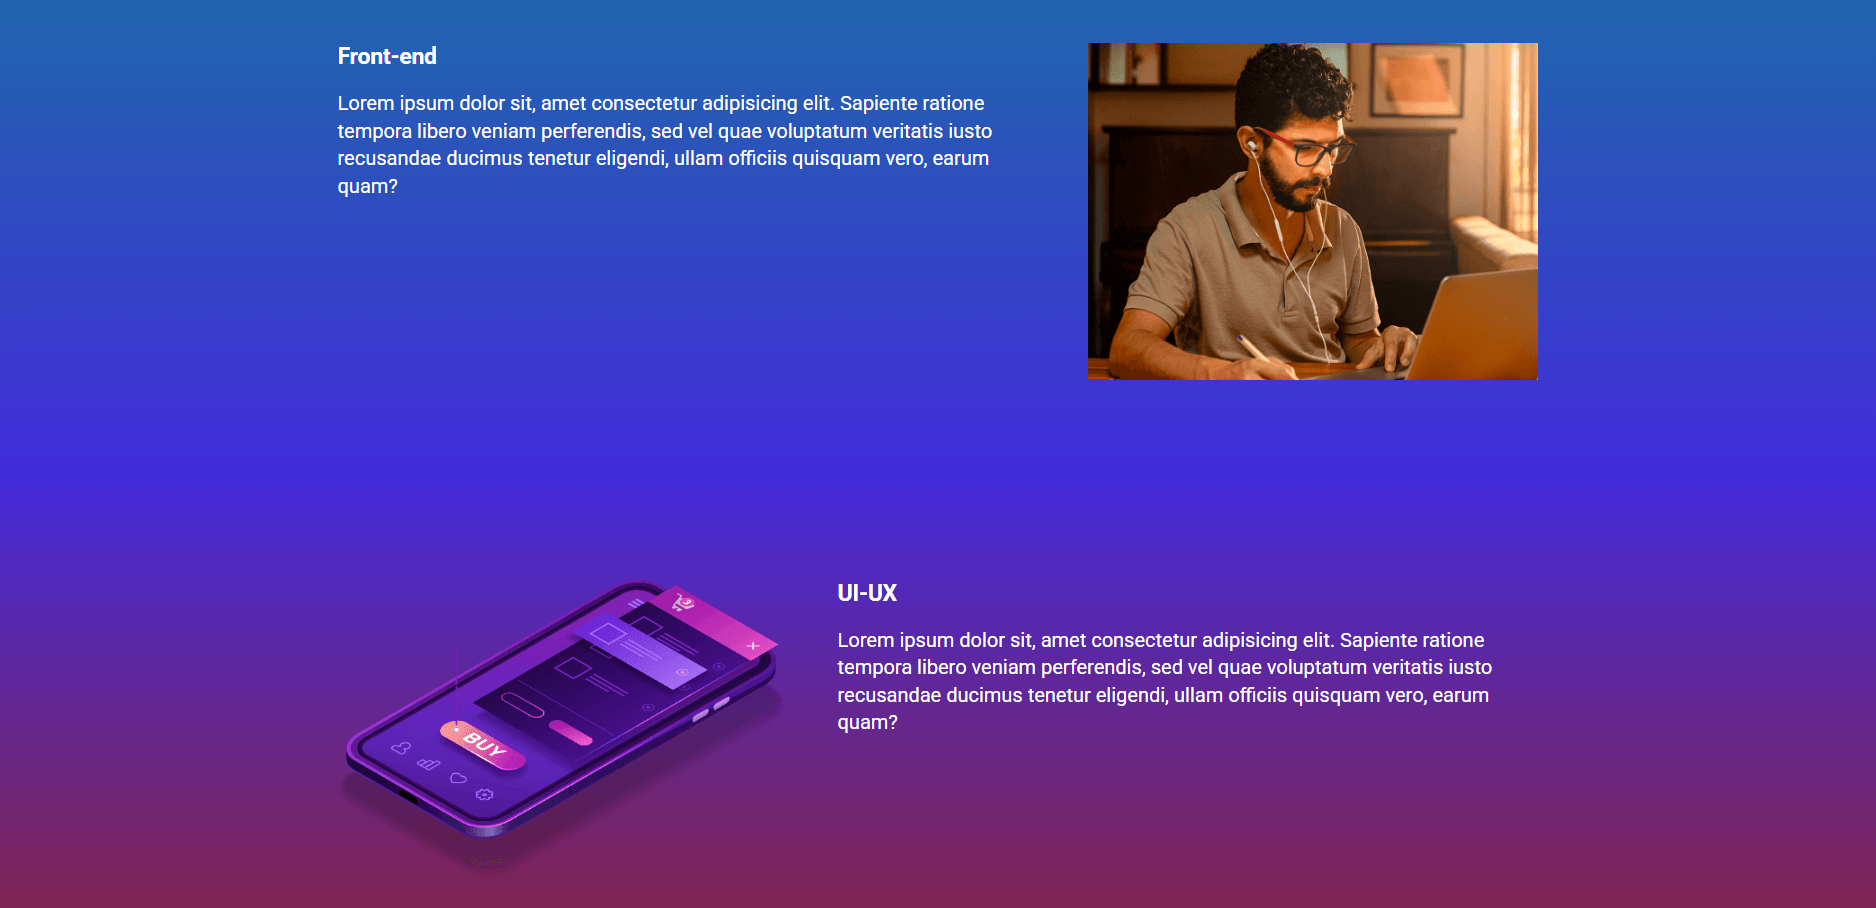 Front-end
Lorem ipsum dolor sit, amet consectetur adipisicing elit. Sapiente ratione
tempora libero veniam perferendis, sed vel quae voluptatum veritatis iusto
recusandae ducimus tenetur eligendi, ullam officiis quisquam vero, earum
quam?
UI-UX
Lorem ipsum dolor sit, amet consectetur adipisicing elit. Sapiente ratione
tempora libero veniam perferendis, sed vel quae voluptatum veritatis iusto
recusandae ducimus tenetur eligendi, ullam officiis quisquam vero, earum
quam?
BUY